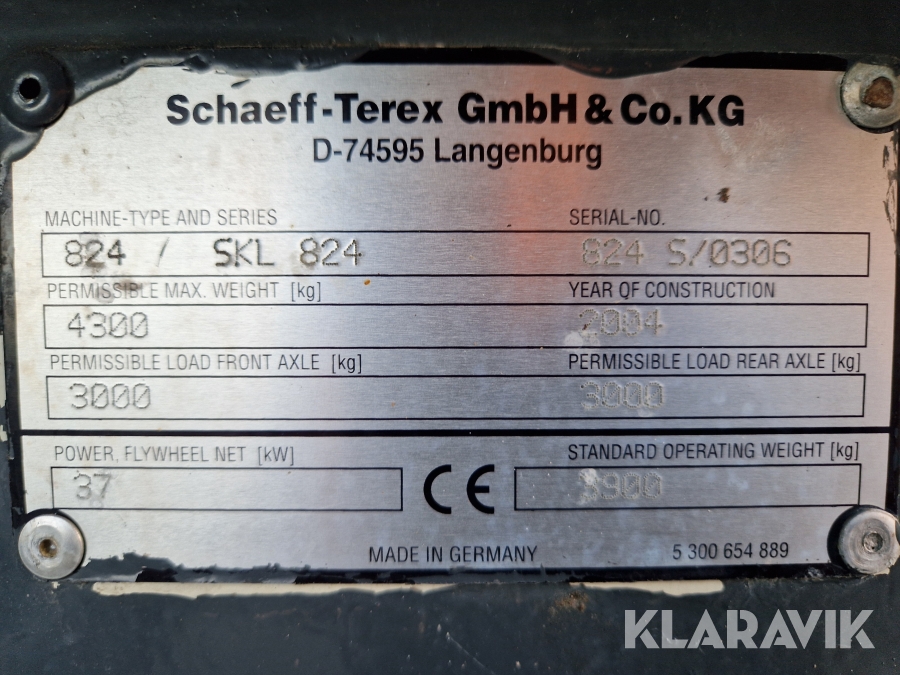 Schaeff-Terex GmbH & Co. KG
D-74595 Langenburg
MACHINE-TYPE AND SERIES SERIAL-NO.
824 / SKL 824 824 S/0306
PERMISSIBLE MAX. WEIGHT [kg] YEAR OF CONSTRUCTION
4300 2004
PERMISSIBLE LOAD FRONT AXLE [kg] PERMISSIBLE LOAD REAR AXLE [kg]
3000 3000
POWER, FLYWHEEL NET [kW] STANDARD OPERATING WEIGHT [kg]
37 CE 3900
MADE IN GERMANY 5 300 654 889
KLARAVIK